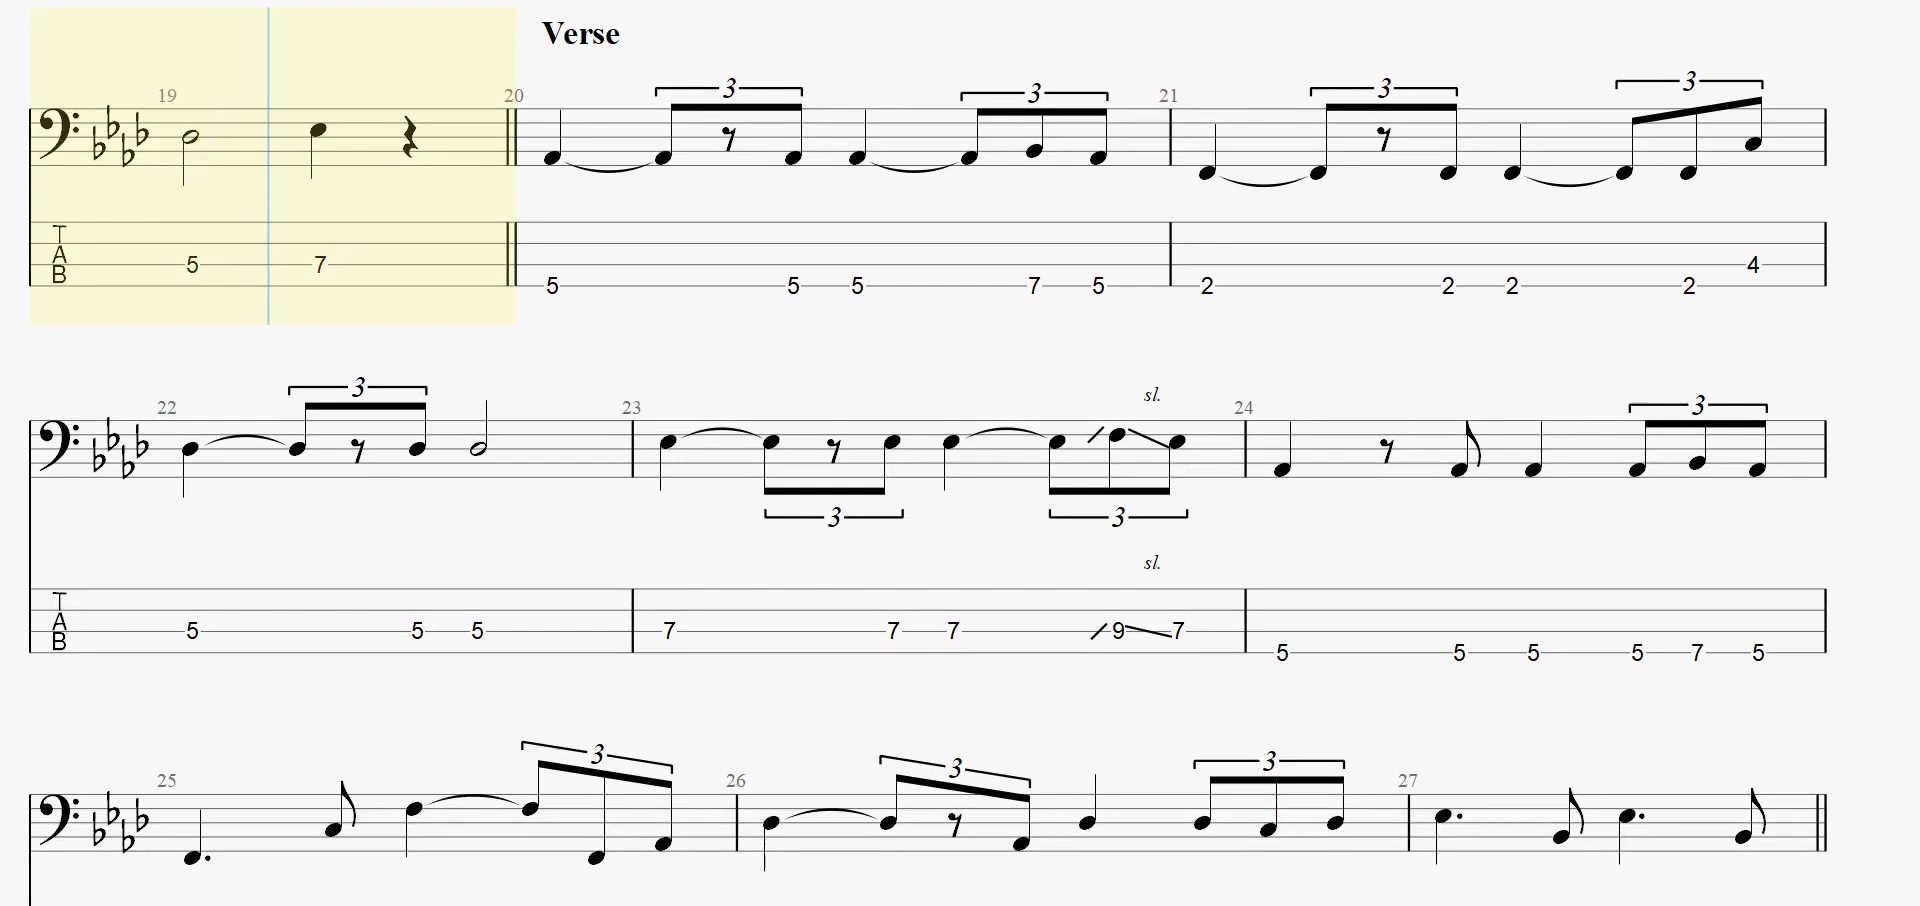 Verse
19 20 3 3 21 3 3
T
A
B
5 7 5 5 5 7 5 2 2 2 2 4
sl.
22 3 23 24 3
3 3
sl.
T
A
B
5 5 5 7 7 7 9 7 5 5 5 5 7 5
25 3 26 3 3 27